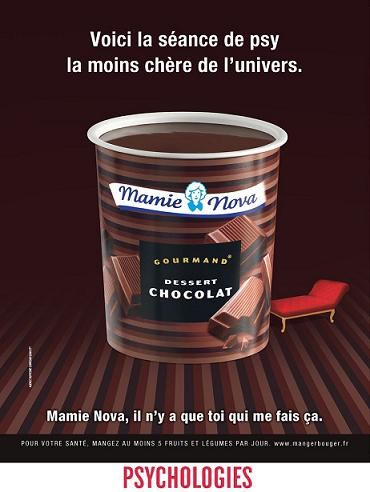 Voici la séance de psy
la moins chère de l'univers.
Mamie Nova
GOURMAND®
DESSERT
CHOCOLAT
Mamie Nova, il n'y a que toi qui me fais ça.
POUR VOTRE SANTÉ, MANGEZ AU MOINS 5 FRUITS ET LÉGUMES PAR JOUR. www.mangerbouger.fr
PSYCHOLOGIES